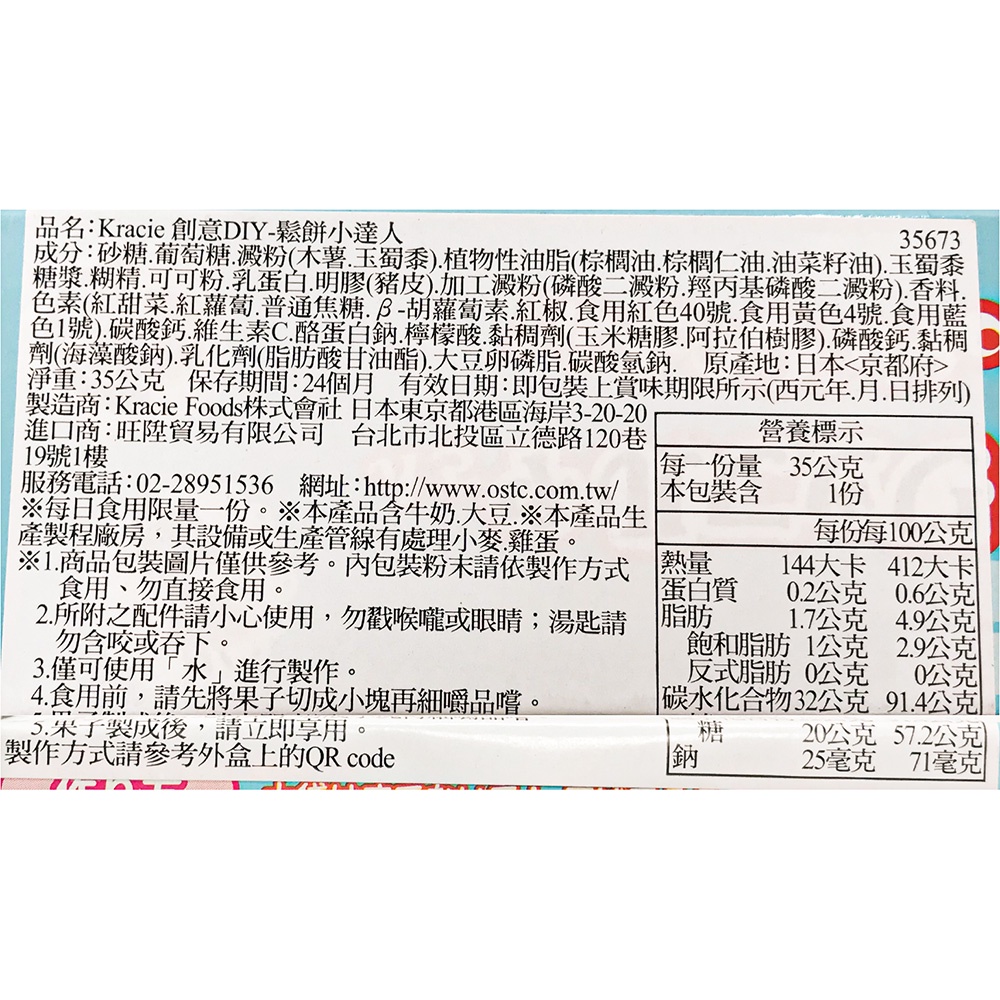 品名:Kracie 創意DIY-鬆餅小達人 35673
成分:砂糖.葡萄糖.澱粉(木薯.玉蜀黍).植物性油脂(棕櫚油.棕櫚仁油.油菜籽油).玉蜀黍
糖漿.糊精.可可粉.乳蛋白.明膠(豬皮).加工澱粉(磷酸二澱粉.羥丙基磷酸二澱粉).香料.
色素(紅甜菜.紅蘿蔔.普通焦糖.β-胡蘿蔔素.紅椒.食用紅色40號.食用黃色4號.食用藍
色1號).碳酸鈣.維生素C.酪蛋白鈉.檸檬酸.黏稠劑(玉米糖膠.阿拉伯樹膠).磷酸鈣.黏稠
劑(海藻酸鈉).乳化劑(脂肪酸甘油酯).大豆卵磷脂.碳酸氫鈉. 原產地:日本<京都府>
淨重:35公克 保存期間:24個月 有效日期:即包裝上賞味期限所示(西元年.月.日排列)
製造商:Kracie Foods株式會社 日本東京都港區海岸3-20-20
進口商:旺陞貿易有限公司 台北市北投區立德路120巷
19號1樓
服務電話:02-28951536 網址:http://www.ostc.com.tw/
※每日食用限量一份。※本產品含牛奶.大豆.※本產品生
產製程廠房,其設備或生產管線有處理小麥.雞蛋。
※1.商品包裝圖片僅供參考。內包裝粉末請依製作方式
食用、勿直接食用。
2.所附之配件請小心使用,勿戳喉嚨或眼睛;湯匙請
勿含咬或吞下。
3.僅可使用「水」進行製作。
4.食用前,請先將果子切成小塊再細嚼品嚐。
5.果子製成後,請立即享用。
製作方式請參考外盒上的QR code
營養標示
每一份量 35公克
本包裝含 1份
每份每100公克
熱量 144大卡 412大卡
蛋白質 0.2公克 0.6公克
脂肪 1.7公克 4.9公克
飽和脂肪 1公克 2.9公克
反式脂肪 0公克 0公克
碳水化合物32公克 91.4公克
糖 20公克 57.2公克
鈉 25毫克 71毫克